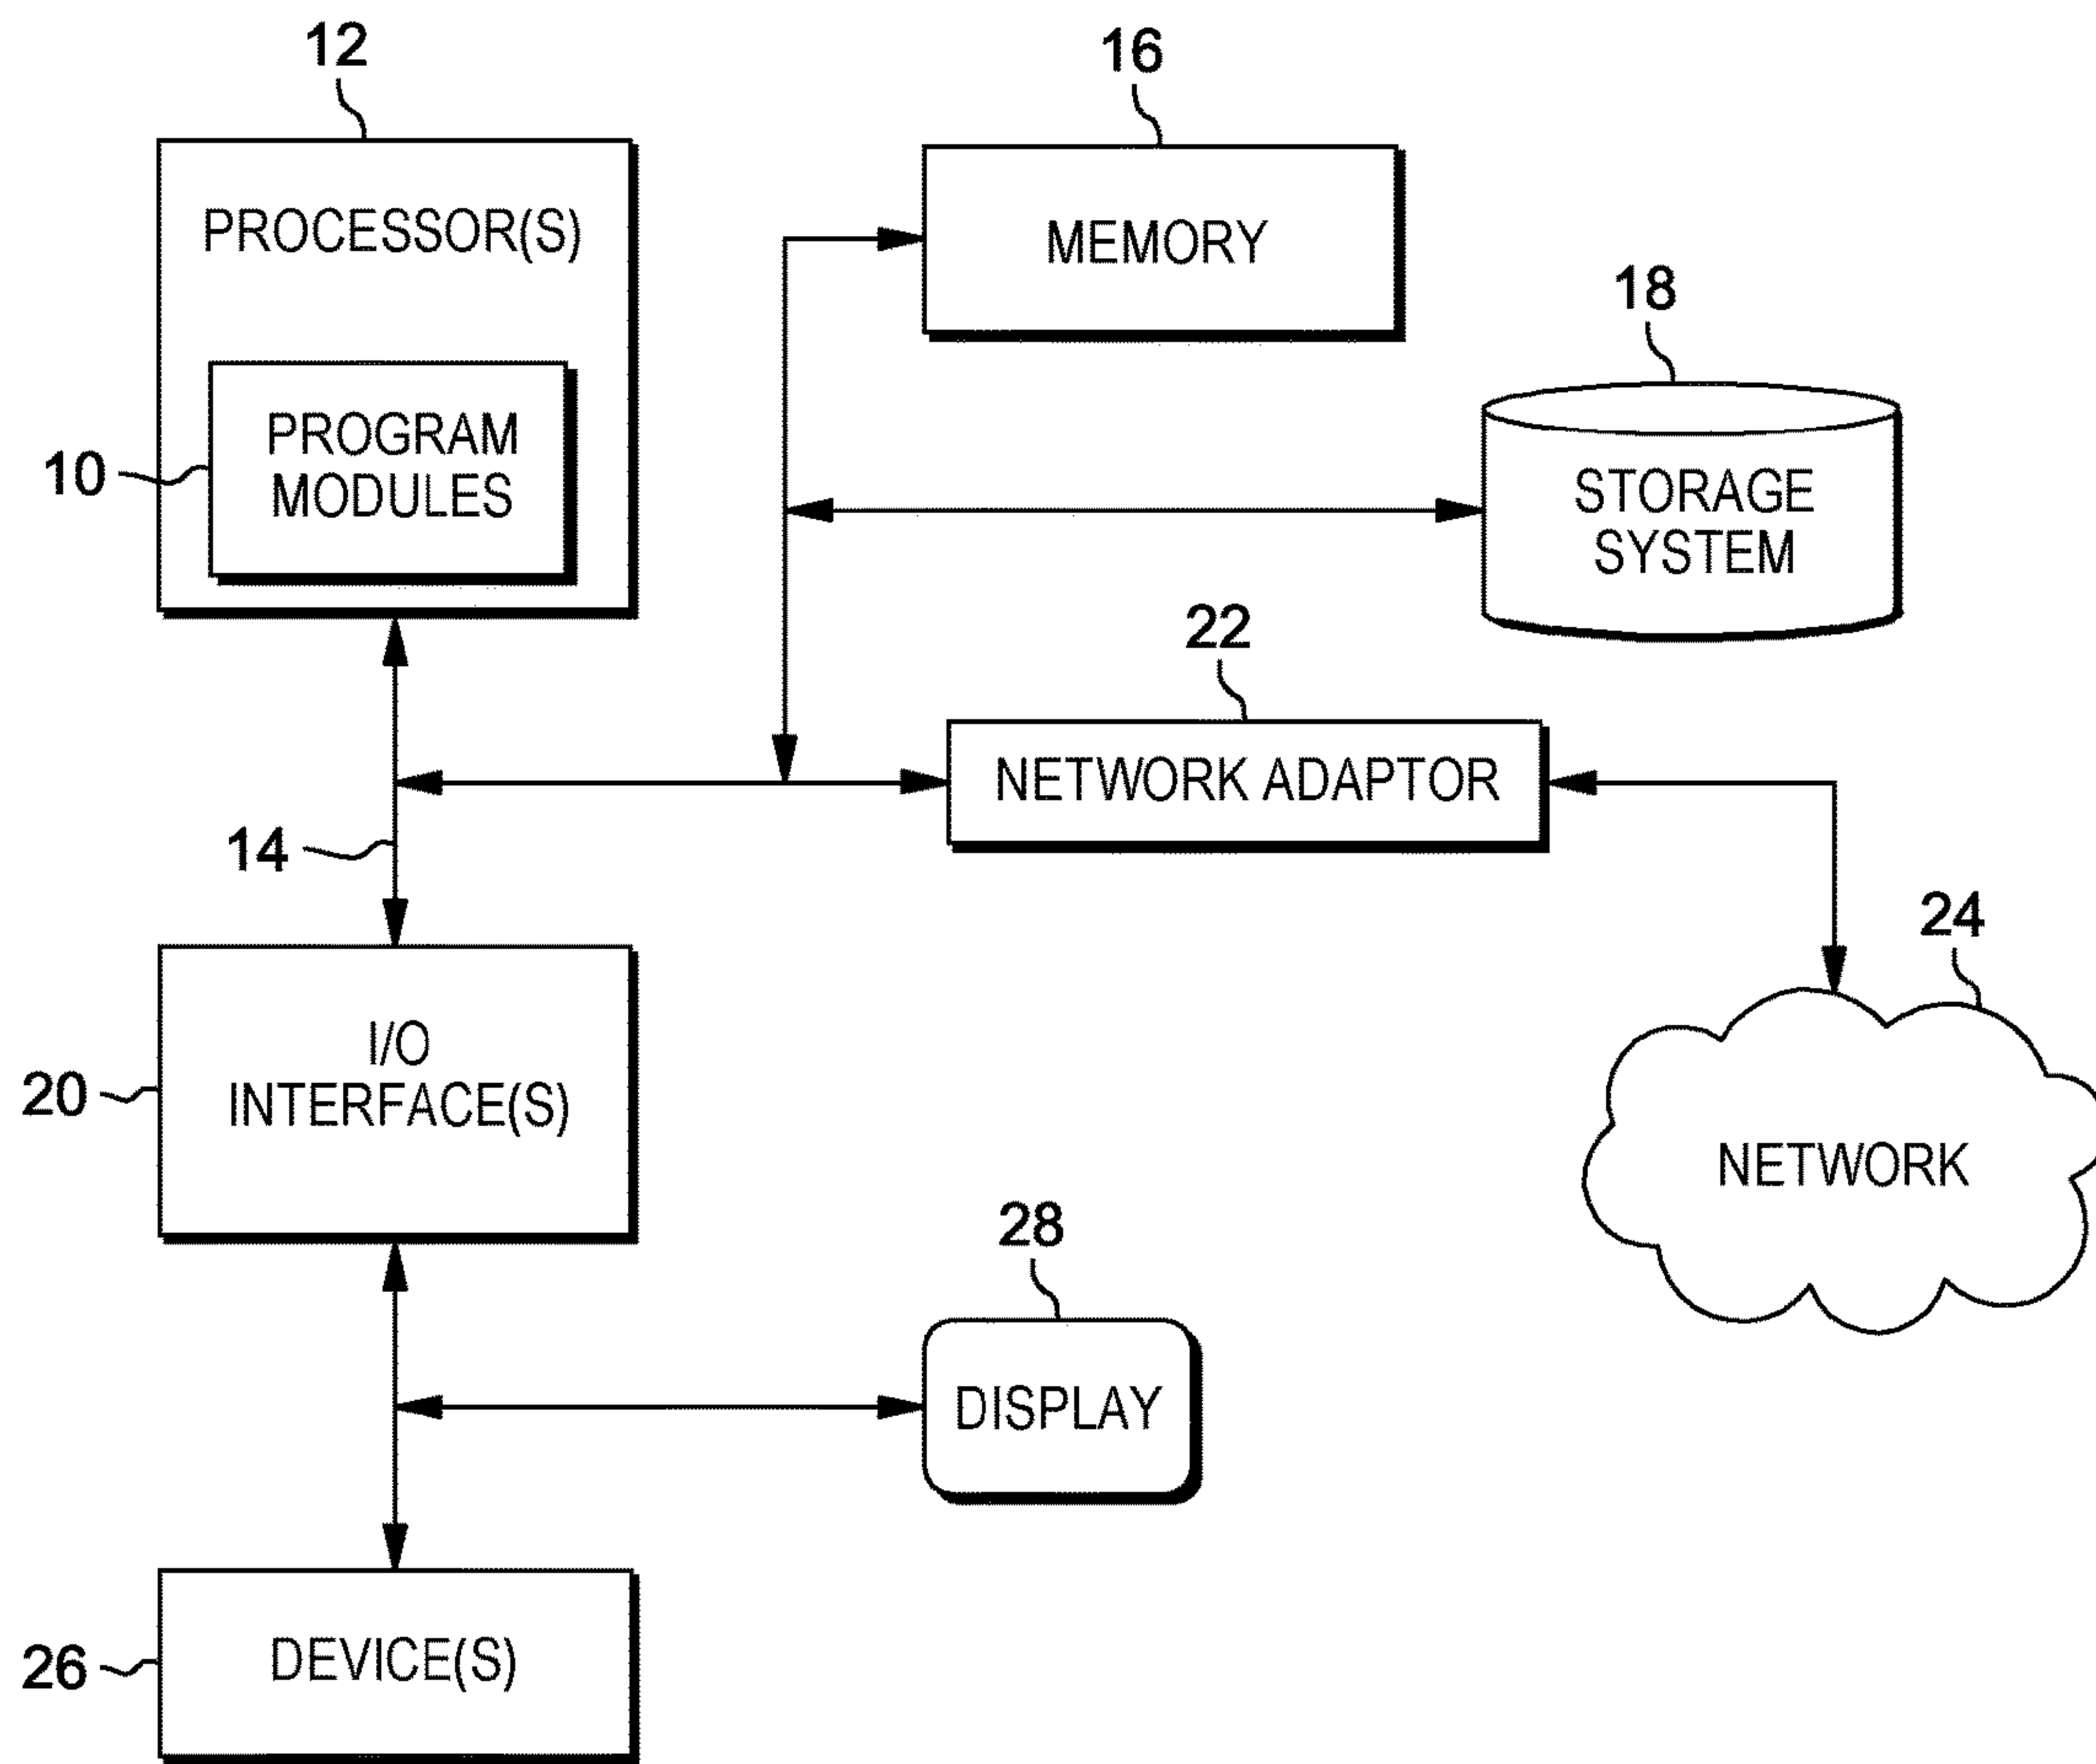 12
PROCESSOR(S)
10
PROGRAM
MODULES
16
MEMORY
18
STORAGE
SYSTEM
22
NETWORK ADAPTOR
14
24
NETWORK
20
I/O
INTERFACE(S)
28
DISPLAY
26
DEVICE(S)